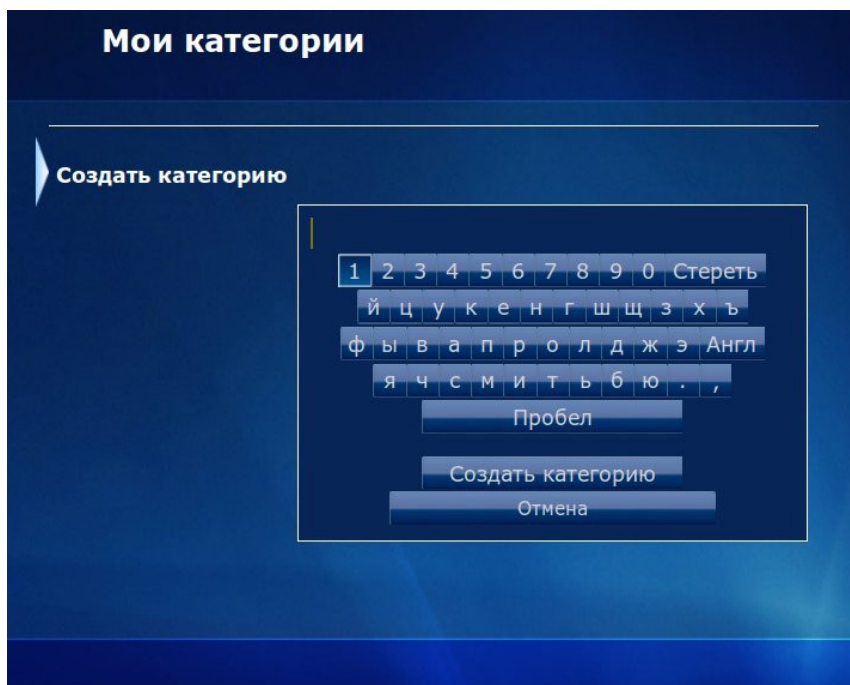 Мои категории
Создать категорию
1 2 3 4 5 6 7 8 9 0 Стереть
й ц у к е н г ш щ з х ъ
ф ы в а п р о л д ж э Англ
я ч с м и т ь б ю . ,
Пробел
Создать категорию
Отмена